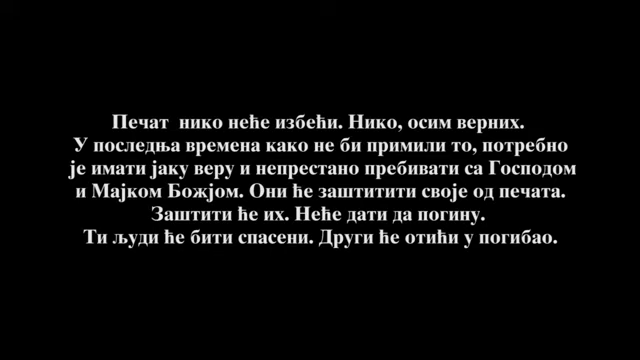 Печат  нико неће избећи. Нико, осим верних.
У последња времена како не би примили то, потребно
је имати јаку веру и непрестано пребивати са Господом
и Мајком Божјом. Они ће заштитити своје од печата.
Заштити ће их. Неће дати да погину.
Ти људи ће бити спасени. Други ће отићи у погибао.